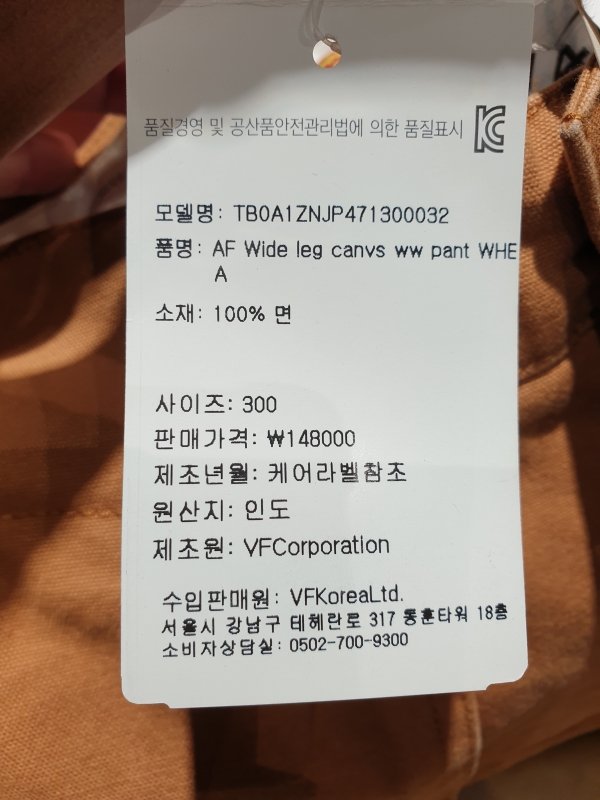 품질경영 및 공산품안전관리법에 의한 품질표시
모델명: TB0A1ZNJP471300032
품명: AF Wide leg canvs ww pant WHE
A
소재: 100% 면
사이즈: 300
판매가격: ₩148000
제조년월: 케어라벨참조
원산지: 인도
제조원: VFCorporation
수입판매원: VFKoreaLtd.
서울시 강남구 테헤란로 317 동훈타워 18층
소비자상담실: 0502-700-9300